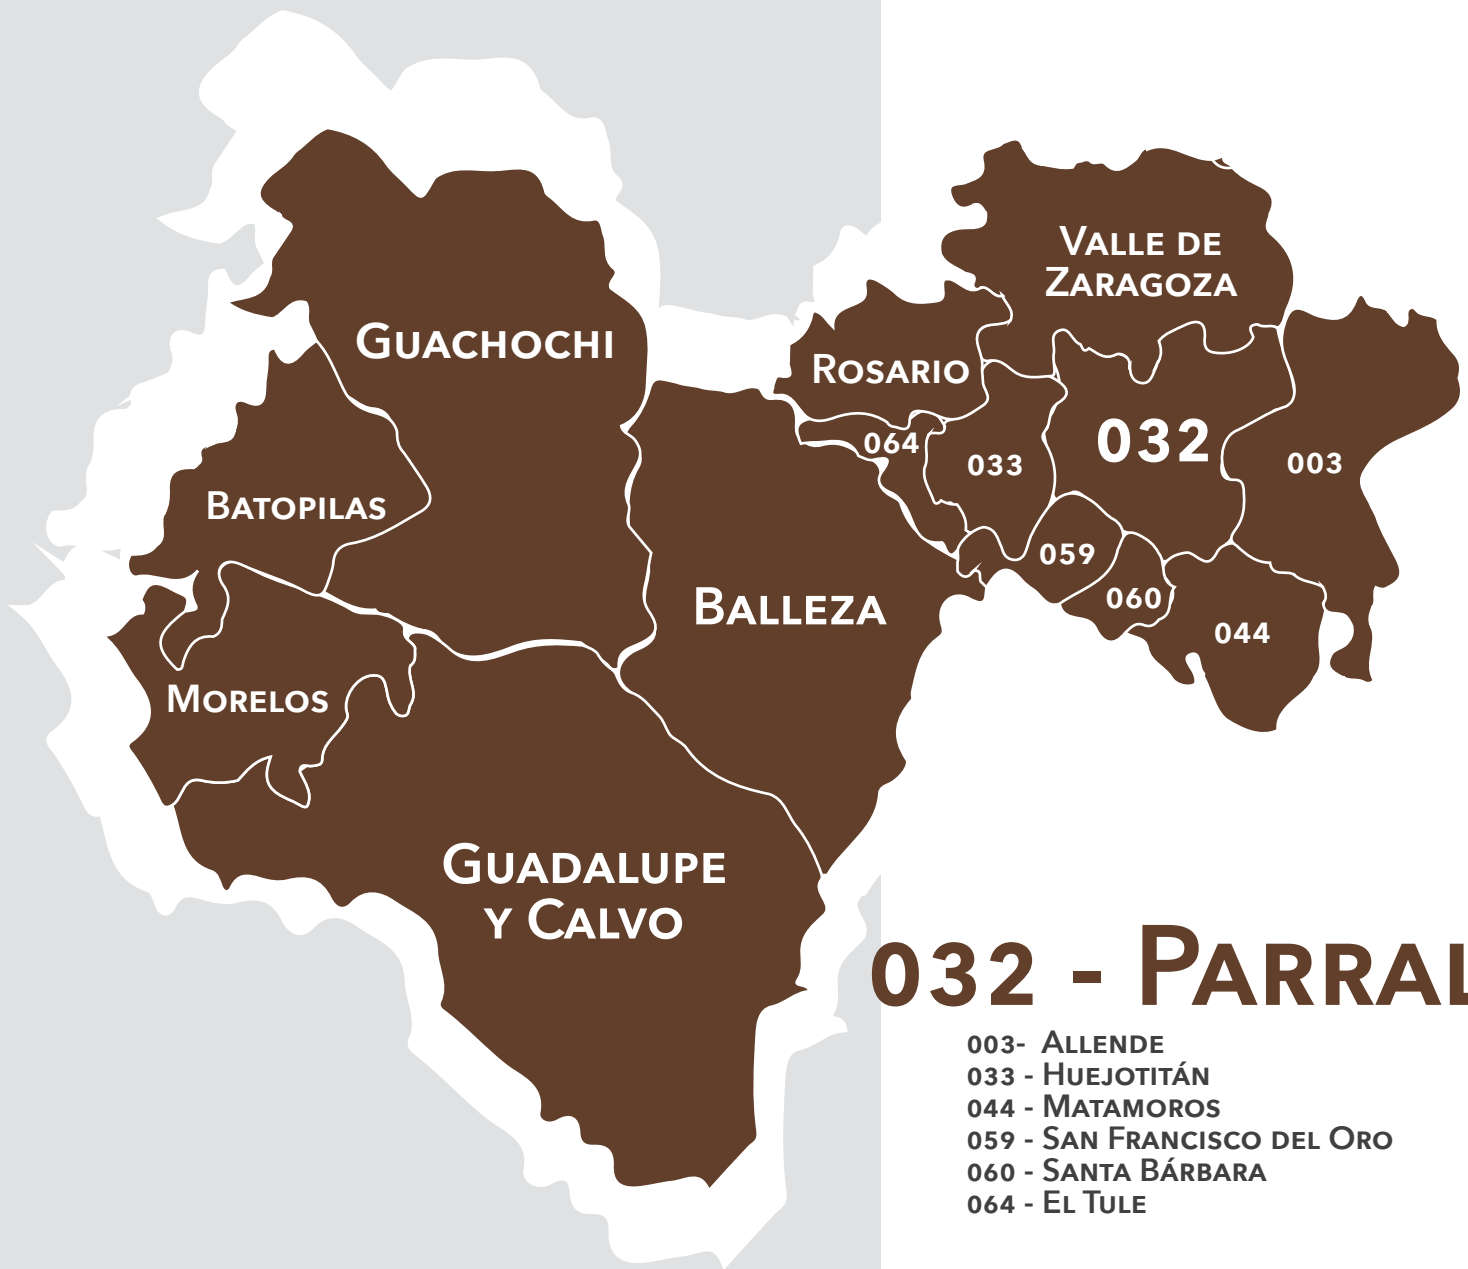 Valle de
Zaragoza
Guachochi
Rosario
064
033
032
003
Batopilas
059
060
044
Balleza
Morelos
Guadalupe
y Calvo
032 - Parral
003- Allende
033 - Huejotitán
044 - Matamoros
059 - San Francisco del Oro
060 - Santa Bárbara
064 - El Tule